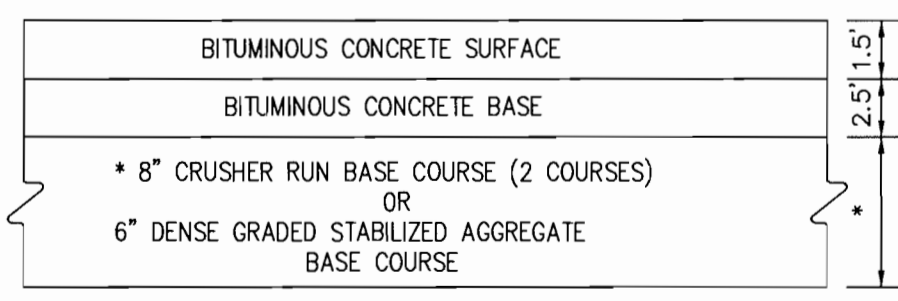 BITUMINOUS CONCRETE SURFACE
1.5'
BITUMINOUS CONCRETE BASE
2.5'
* 8" CRUSHER RUN BASE COURSE (2 COURSES)
OR
6" DENSE GRADED STABILIZED AGGREGATE
BASE COURSE
*